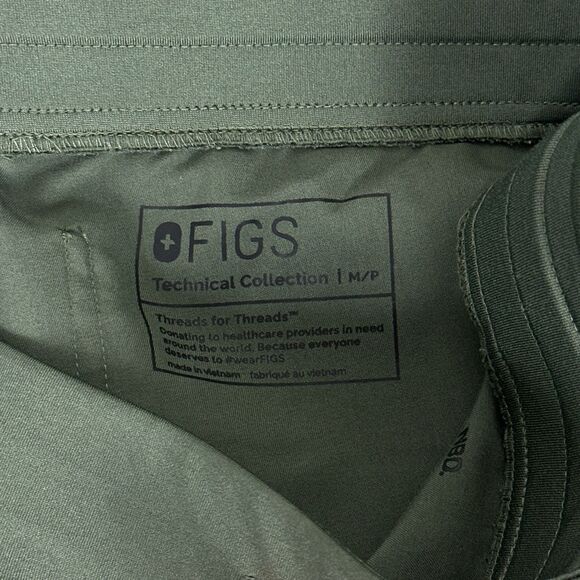 FIGS
Technical Collection | M/P
Threads for Threads™
Donating to healthcare providers in need
around the world. Because everyone
deserves to #wearFIGS
made in vietnam fabriqué au vietnam
NBD.